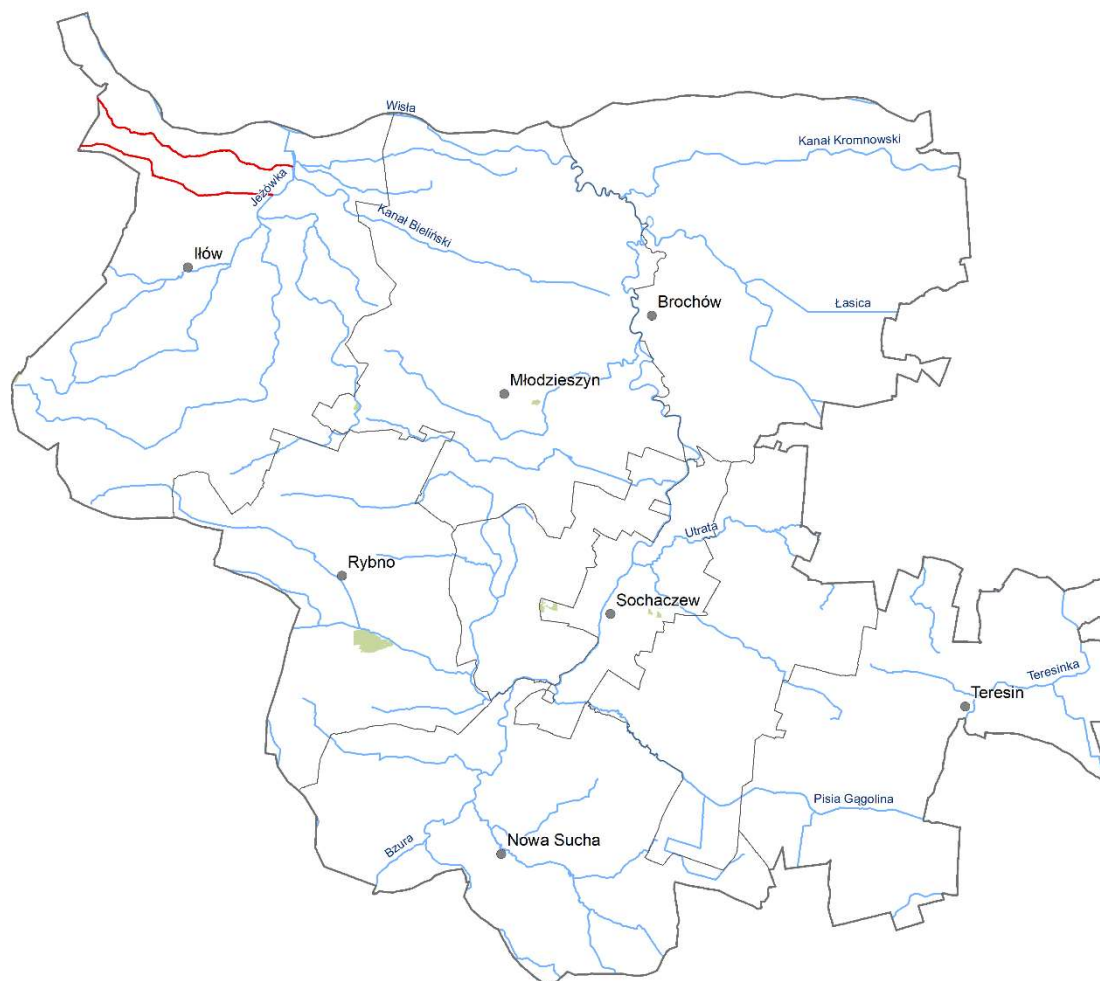 Wisła
Kanał Kromnowski
Jeżówka
Kanał Bieliński
Iłów
Łasica
Brochów
Młodzieszyn
Utrata
Rybno
Sochaczew
Teresinka
Teresin
Pisia Gągolina
Bzura
Nowa Sucha